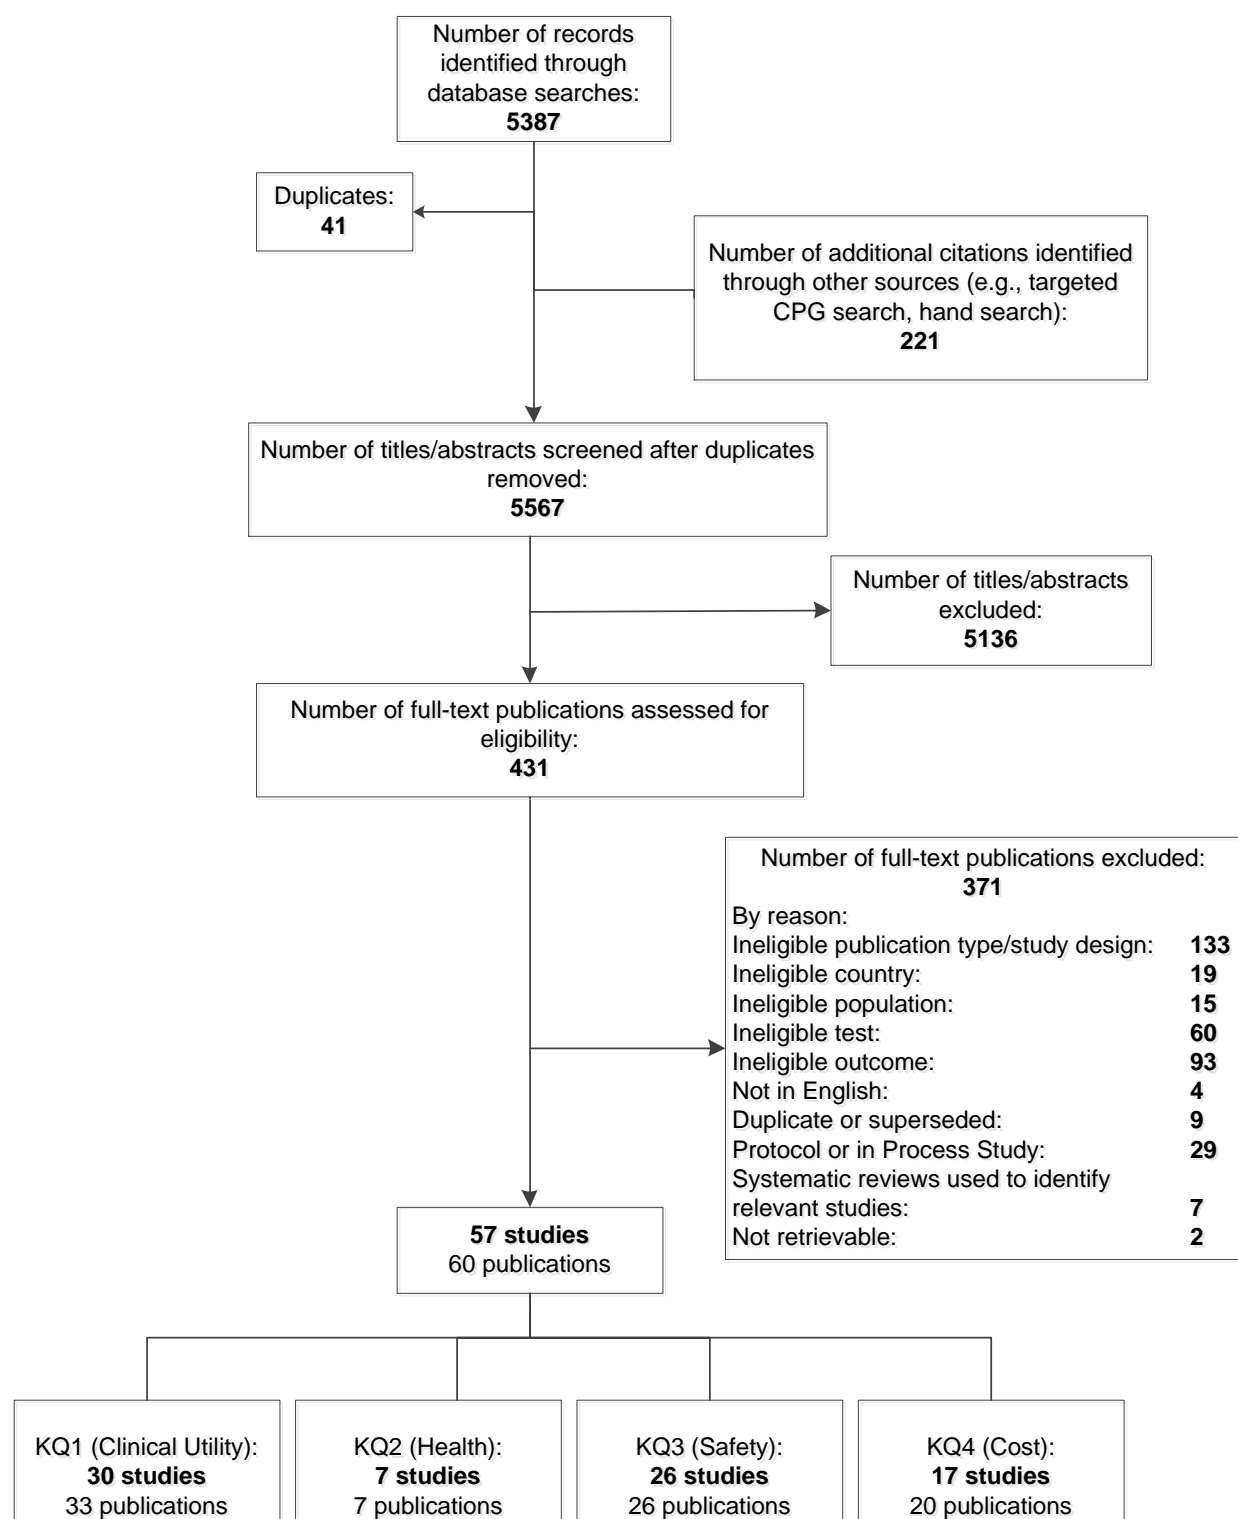 Number of records
identified through
database searches:
5387
Duplicates:
41
Number of additional citations identified
through other sources (e.g., targeted
CPG search, hand search):
221
Number of titles/abstracts screened after duplicates
removed:
5567
Number of titles/abstracts
excluded:
5136
Number of full-text publications assessed for
eligibility:
431
Number of full-text publications excluded:
371
By reason:
Ineligible publication type/study design: 133
Ineligible country: 19
Ineligible population: 15
Ineligible test: 60
Ineligible outcome: 93
Not in English: 4
Duplicate or superseded: 9
Protocol or in Process Study: 29
Systematic reviews used to identify
relevant studies: 7
Not retrievable: 2
57 studies
60 publications
KQ1 (Clinical Utility):
30 studies
33 publications
KQ2 (Health):
7 studies
7 publications
KQ3 (Safety):
26 studies
26 publications
KQ4 (Cost):
17 studies
20 publications